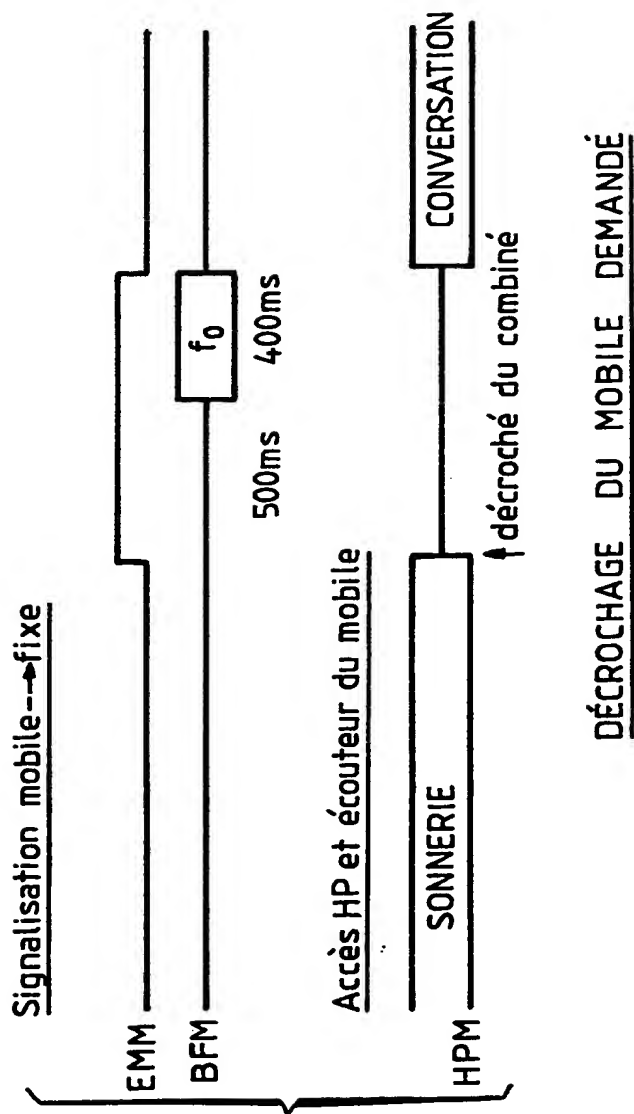 Signalisation mobile-→fixe
EMM
BFM
f0
500ms 400ms
Accès HP et écouteur du mobile
HPM
SONNERIE
CONVERSATION
décroché du combiné
DÉCROCHAGE DU MOBILE DEMANDÉ